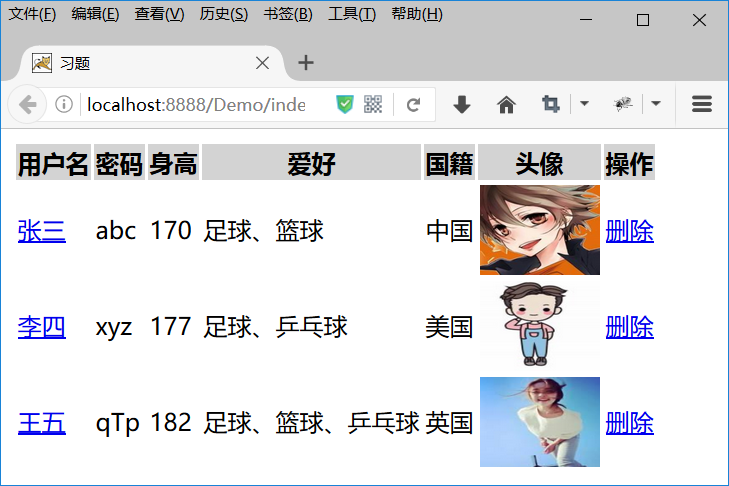 文件(F) 编辑(E) 查看(V) 历史(S) 书签(B) 工具(T) 帮助(H)
习题
localhost:8888/Demo/inde
用户名 密码 身高 爱好 国籍 头像 操作
张三 abc 170 足球、篮球 中国 删除
李四 xyz 177 足球、乒乓球 美国 删除
王五 qTp 182 足球、篮球、乒乓球 英国 删除